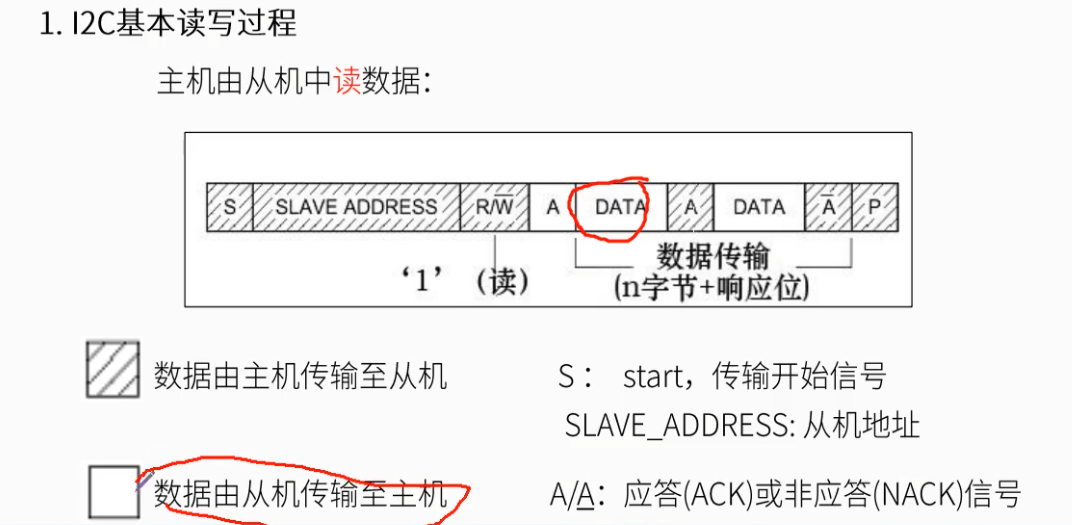 1. I2C基本读写过程
主机由从机中读数据：
S SLAVE ADDRESS R/W̅ A DATA A DATA A̅ P
‘1’ (读) 数据传输
(n字节+响应位)
数据由主机传输至从机 S： start，传输开始信号
SLAVE_ADDRESS: 从机地址
数据由从机传输至主机 A/A̲：应答(ACK)或非应答(NACK)信号